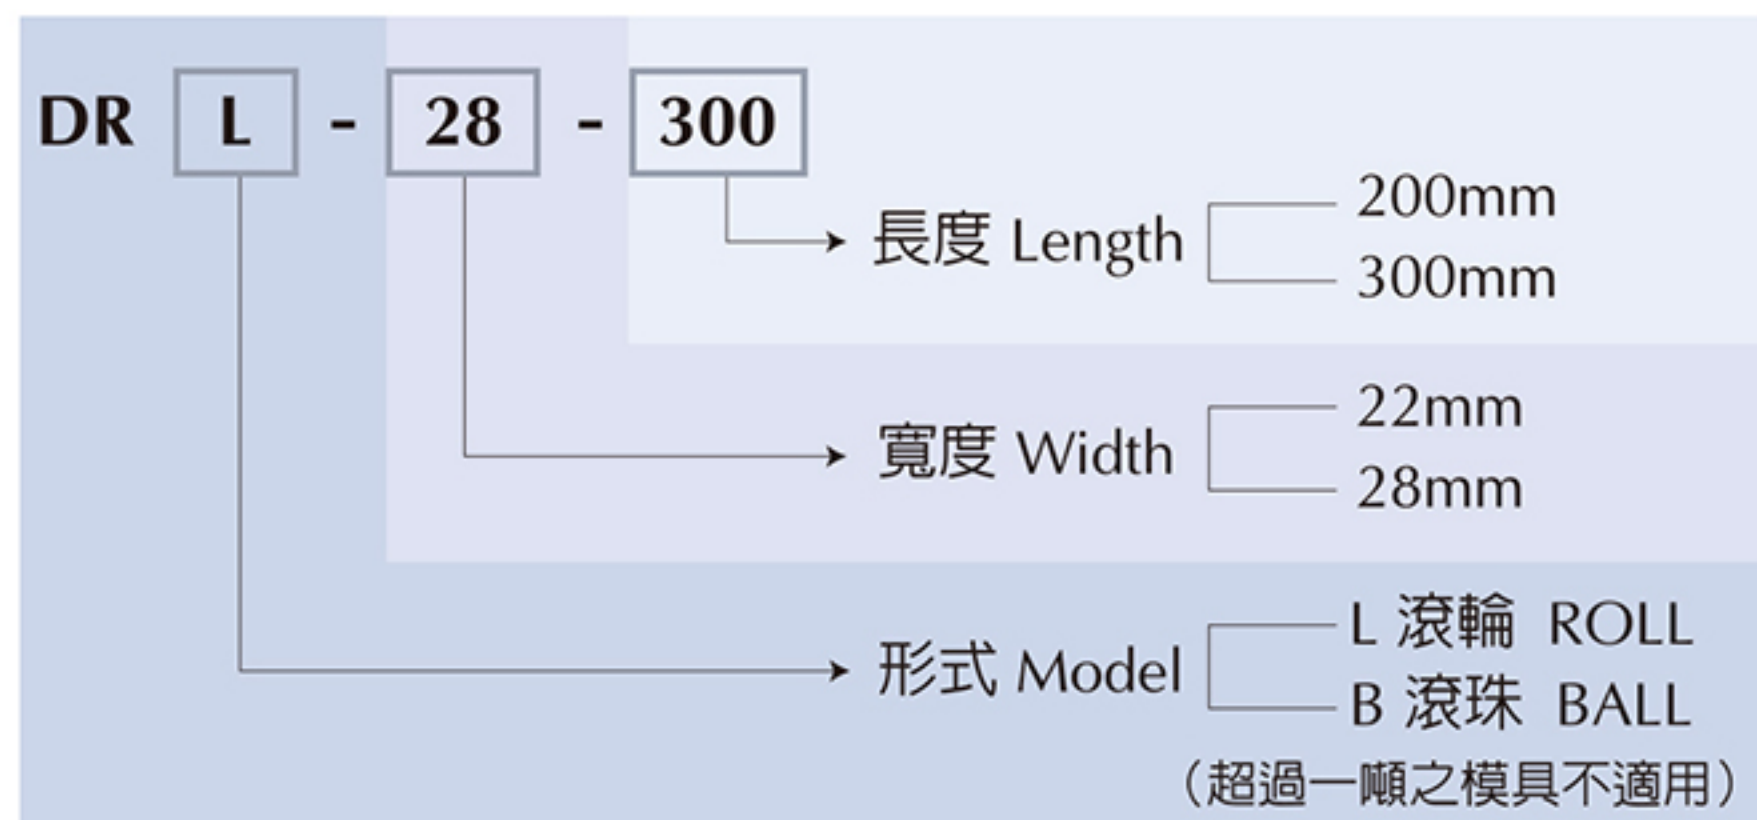 DR L - 28 - 300
長度 Length
200mm
300mm
寬度 Width
22mm
28mm
形式 Model
L 滾輪 ROLL
B 滾珠 BALL
（超過一噸之模具不適用）